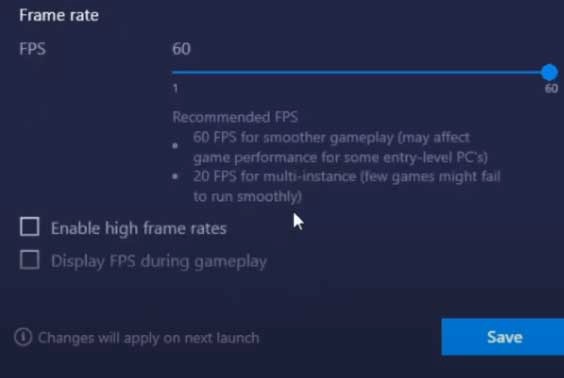 Frame rate
FPS 60
1 60
Recommended FPS
• 60 FPS for smoother gameplay (may affect
game performance for some entry-level PC's)
• 20 FPS for multi-instance (few games might fail
to run smoothly)
Enable high frame rates
Display FPS during gameplay
Changes will apply on next launch Save